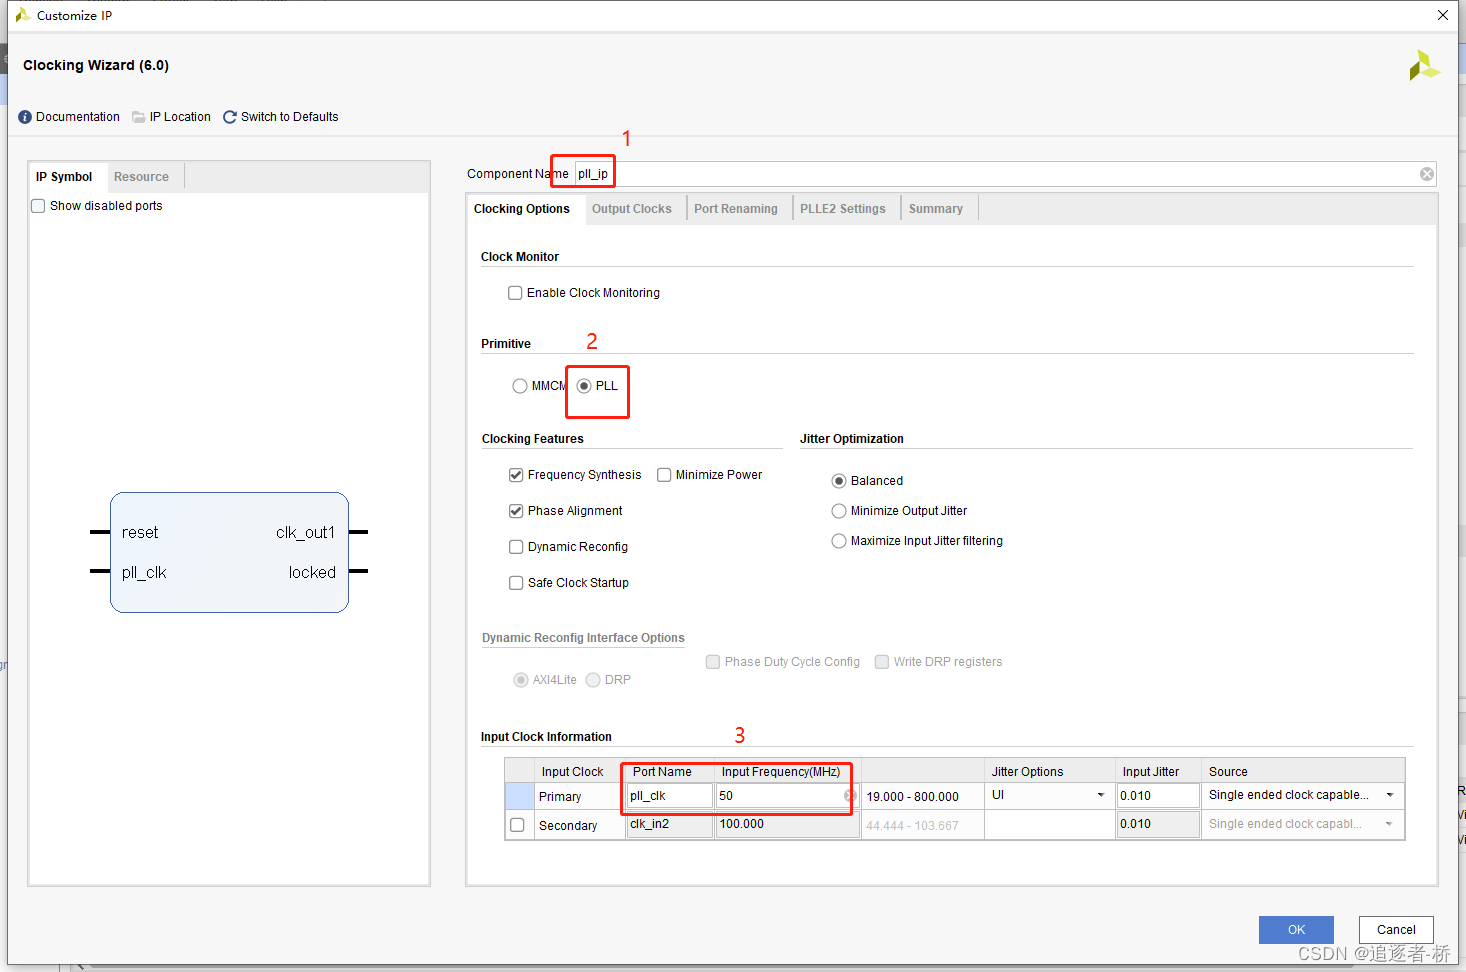 Customize IP
Clocking Wizard (6.0)
Documentation IP Location Switch to Defaults
1
IP Symbol Resource
Show disabled ports
reset clk_out1
pll_clk locked
Component Name pll_ip
Clocking Options Output Clocks Port Renaming PLLE2 Settings Summary
Clock Monitor
Enable Clock Monitoring
2
Primitive
MMCM PLL
Clocking Features Jitter Optimization
Frequency Synthesis Minimize Power Balanced
Phase Alignment Minimize Output Jitter
Dynamic Reconfig Maximize Input Jitter filtering
Safe Clock Startup
Dynamic Reconfig Interface Options
Phase Duty Cycle Config Write DRP registers
AXI4Lite DRP
3
Input Clock Information
Input Clock Port Name Input Frequency(MHz) Jitter Options Input Jitter Source
Primary pll_clk 50 19.000 - 800.000 UI 0.010 Single ended clock capable...
Secondary clk_in2 100.000 44.444 - 103.667 0.010 Single ended clock capabl...
OK Cancel
CSDN @追逐者-桥